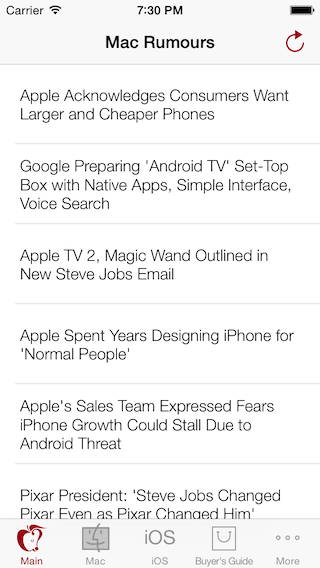 Carrier 7:30 PM
Mac Rumours
Apple Acknowledges Consumers Want
Larger and Cheaper Phones
Google Preparing 'Android TV' Set-Top
Box with Native Apps, Simple Interface,
Voice Search
Apple TV 2, Magic Wand Outlined in
New Steve Jobs Email
Apple Spent Years Designing iPhone for
'Normal People'
Apple's Sales Team Expressed Fears
iPhone Growth Could Stall Due to
Android Threat
Pixar President: 'Steve Jobs Changed
Pixar Even as Pixar Changed Him'
iOS
Main Mac iOS Buyer's Guide More